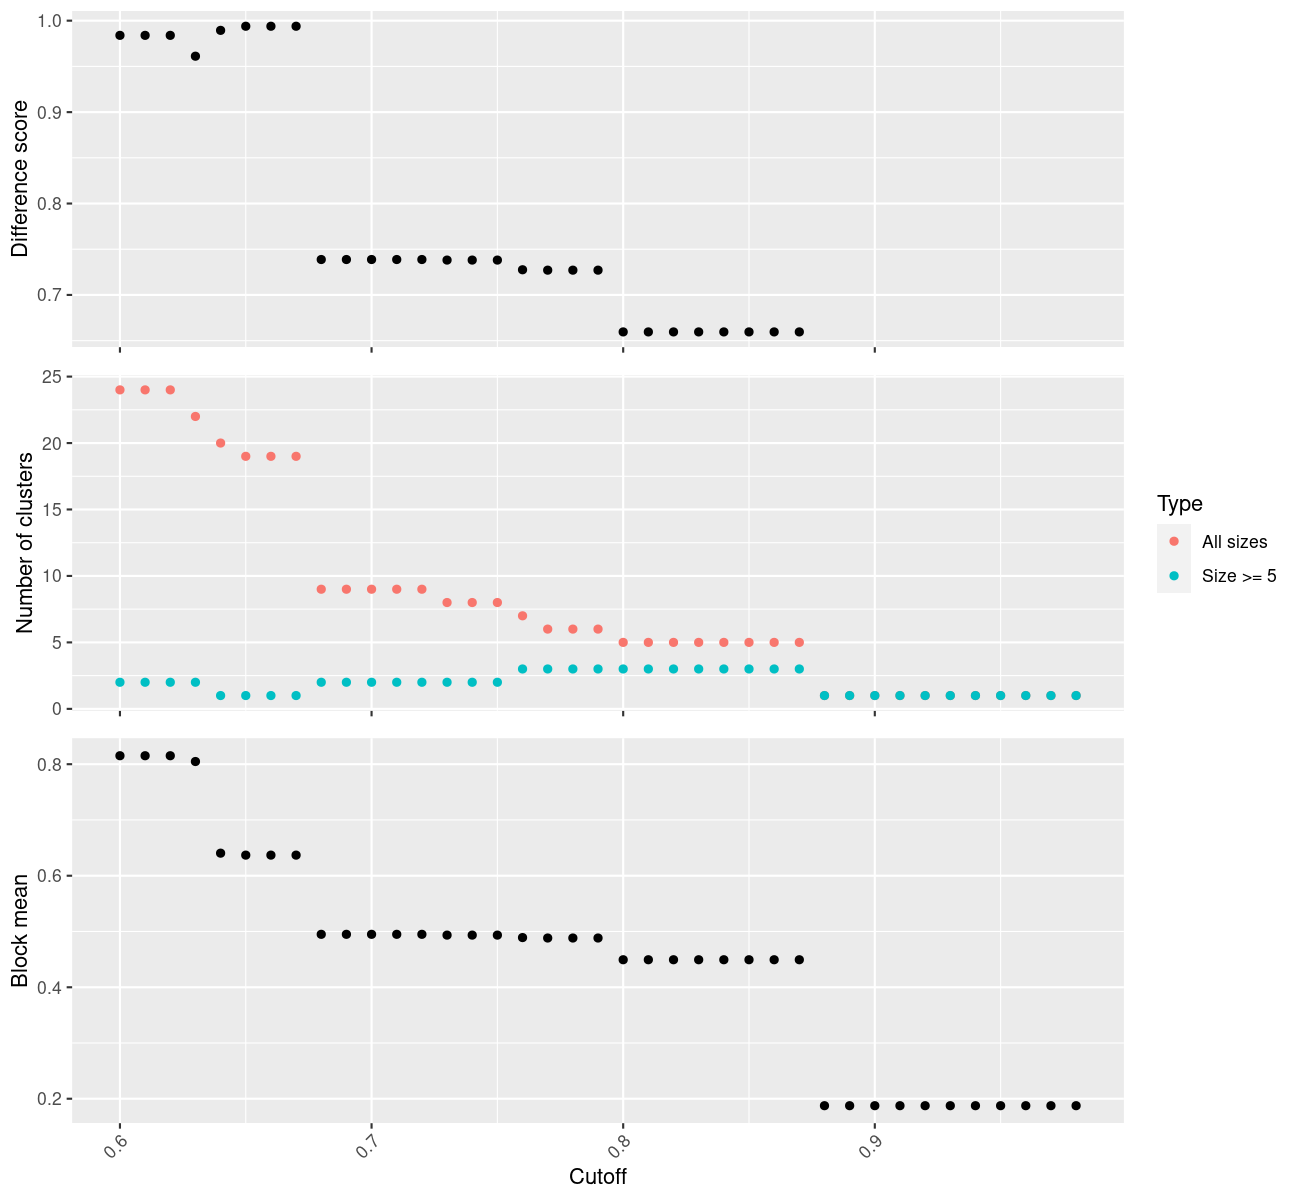 Difference score
1.0
0.9
0.8
0.7
Number of clusters
25
20
15
10
5
0
Type
All sizes
Size >= 5
Block mean
0.8
0.6
0.4
0.2
0.6
0.7
0.8
0.9
Cutoff